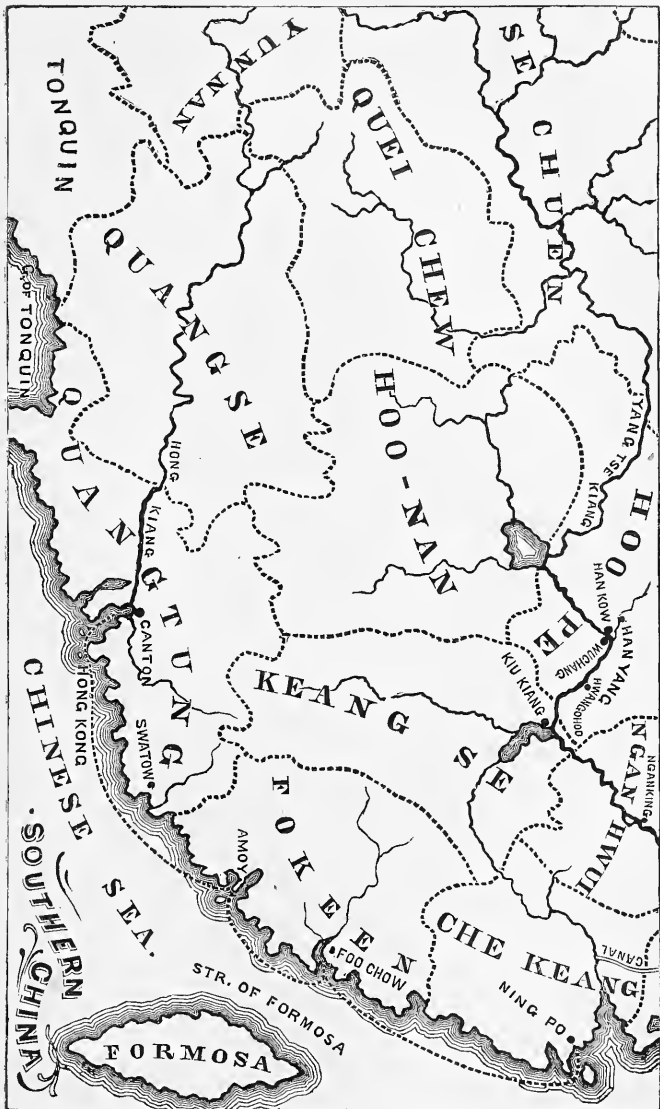 YUNNAN
SE CHUEN
TONQUIN
QUEI CHEW
QUANGSE
G. OF TONQUIN
HOO-NAN
YANG TSE KIANG
HOO PE
HONG KIANG
QUANGTUNG
HAN KOW
HANYANG
WUCHANG
HWANGCHOO
KIU KIANG
CANTON
KEANG SE
NGANKING
NGAN HWUI
HONG KONG
SWATOW
CHINESE SEA.
FOKEEN
AMOY
CHE KEANG
CANAL
FOO CHOW
NING PO
STR. OF FORMOSA
SOUTHERN CHINA
FORMOSA